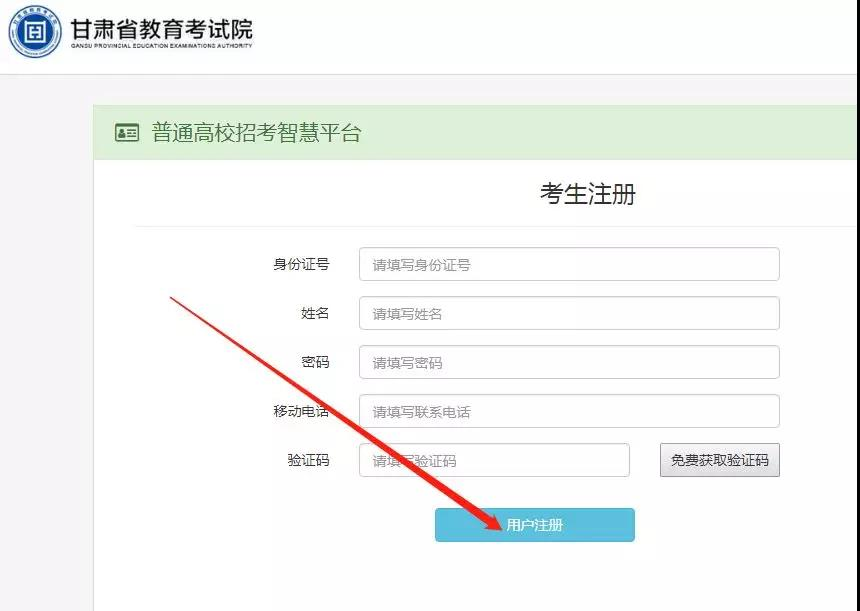 甘肃省教育考试院
GANSU PROVINCIAL EDUCATION EXAMINATIONS AUTHORITY
普通高校招考智慧平台
考生注册
身份证号 请填写身份证号
姓名 请填写姓名
密码 请填写密码
移动电话 请填写联系电话
验证码 请填写验证码 免费获取验证码
用户注册